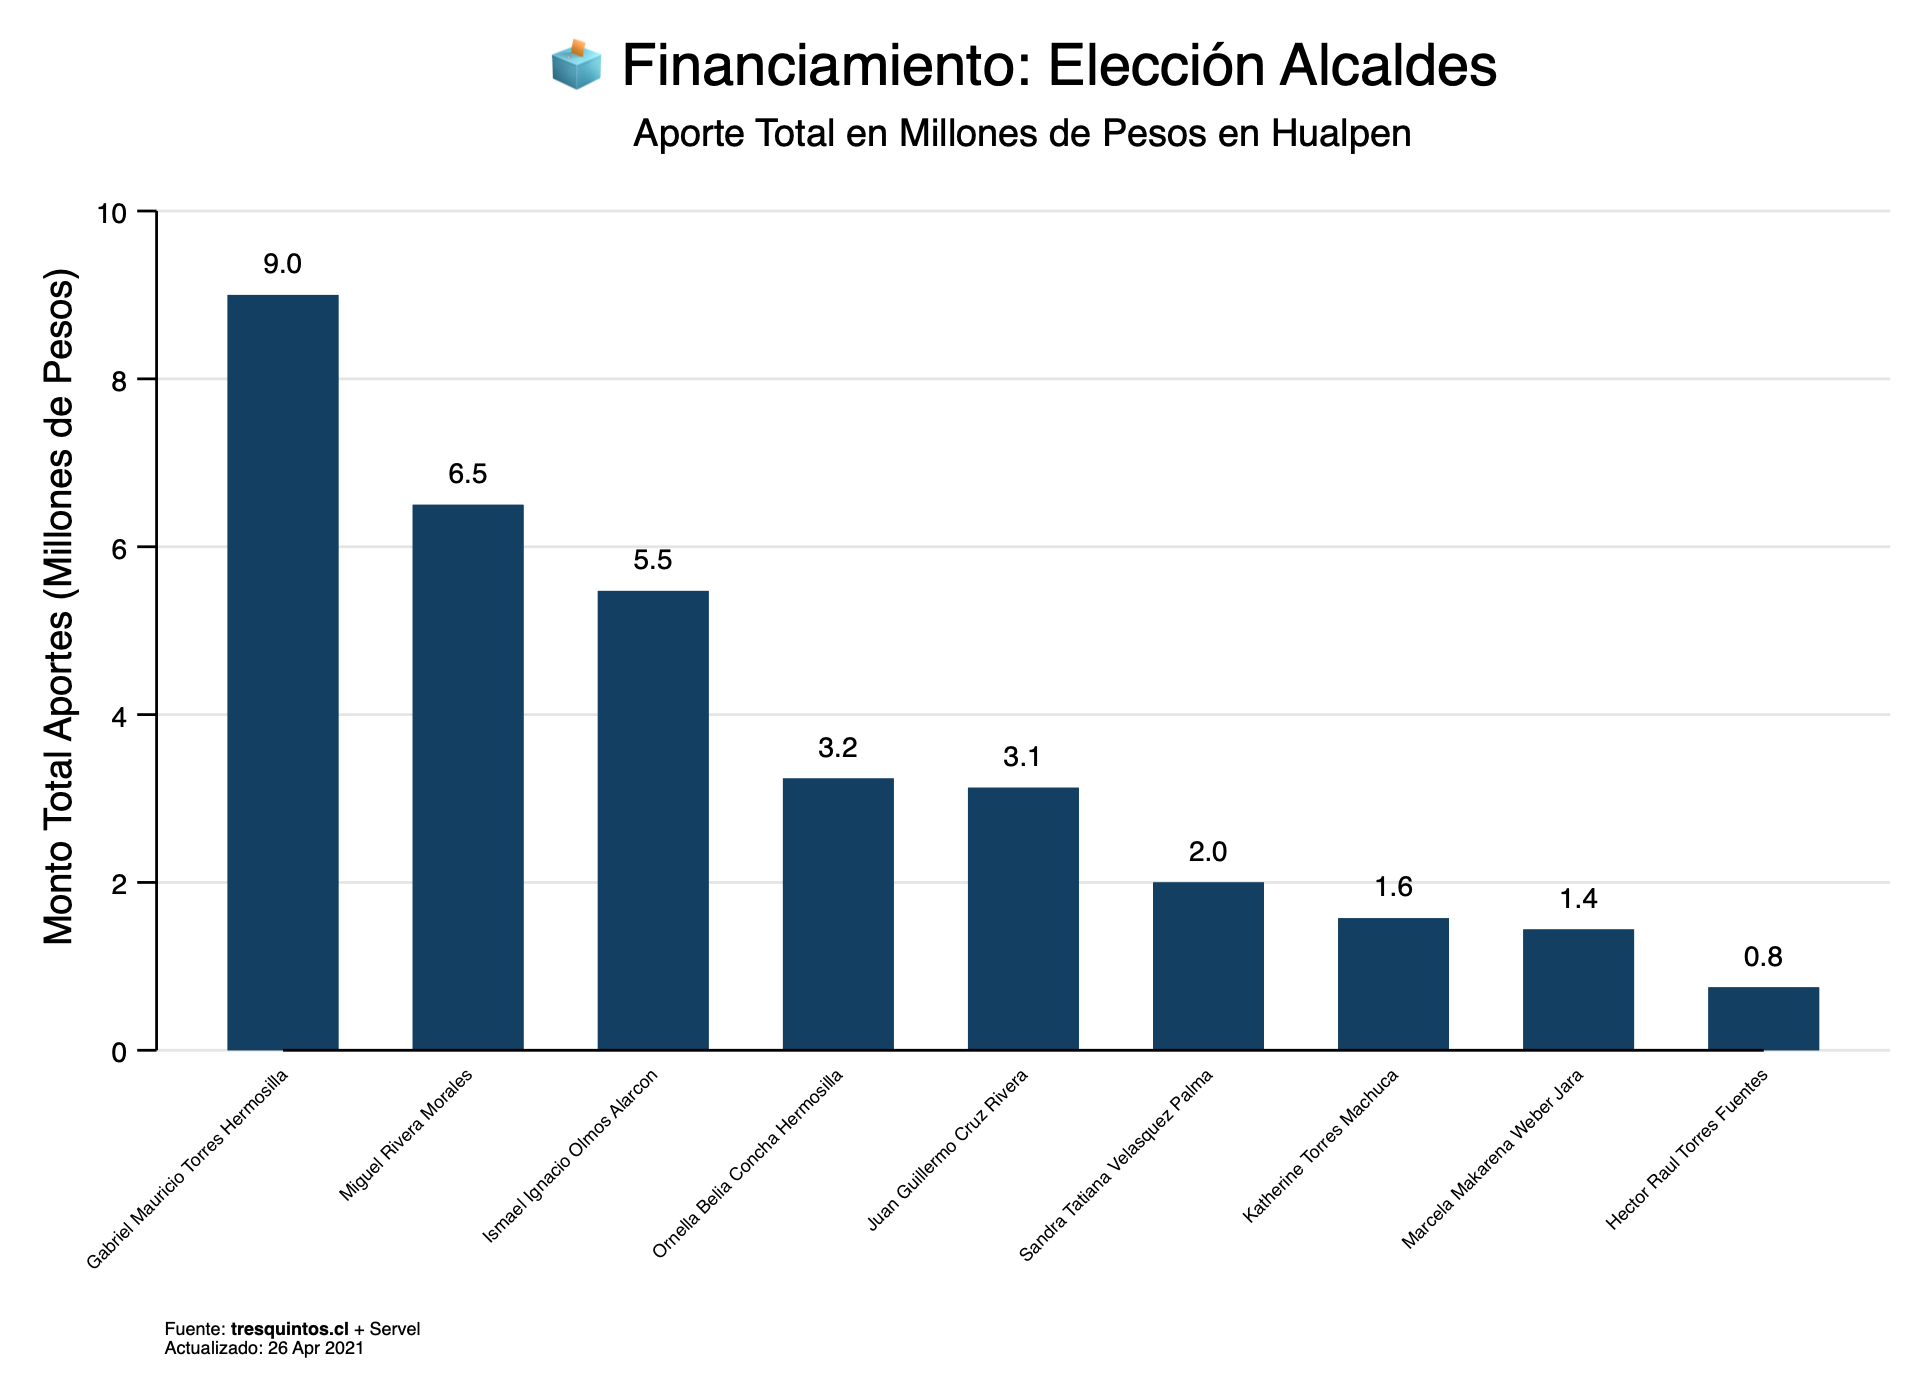 Financiamiento: Elección Alcaldes
Aporte Total en Millones de Pesos en Hualpen
Monto Total Aportes (Millones de Pesos)
10
8
6
4
2
0
9.0
6.5
5.5
3.2
3.1
2.0
1.6
1.4
0.8
Gabriel Mauricio Torres Hermosilla
Miguel Rivera Morales
Ismael Ignacio Olmos Alarcon
Ornella Belia Concha Hermosilla
Juan Guillermo Cruz Rivera
Sandra Tatiana Velasquez Palma
Katherine Torres Machuca
Marcela Makarena Weber Jara
Hector Raul Torres Fuentes
Fuente: tresquintos.cl + Servel
Actualizado: 26 Apr 2021